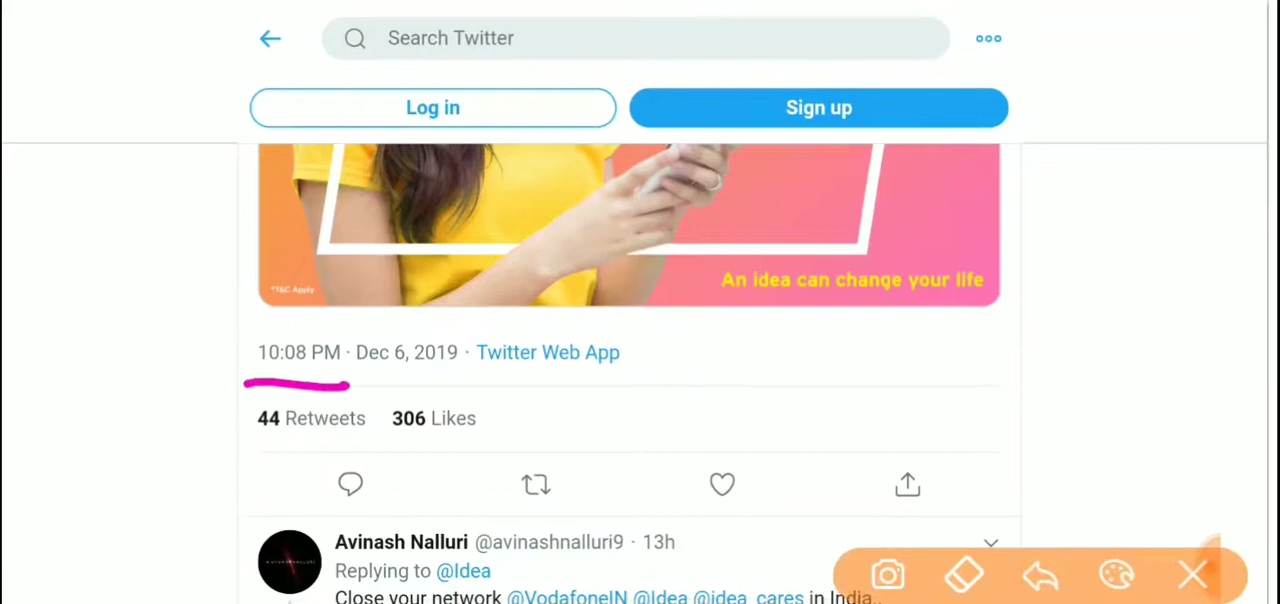 Search Twitter
Log in
Sign up
*T&C Apply
An idea can change your life
10:08 PM · Dec 6, 2019 · Twitter Web App
44 Retweets 306 Likes
Avinash Nalluri @avinashnalluri9 · 13h
Replying to @Idea
Close your network @VodafoneIN @Idea @idea_cares in India..